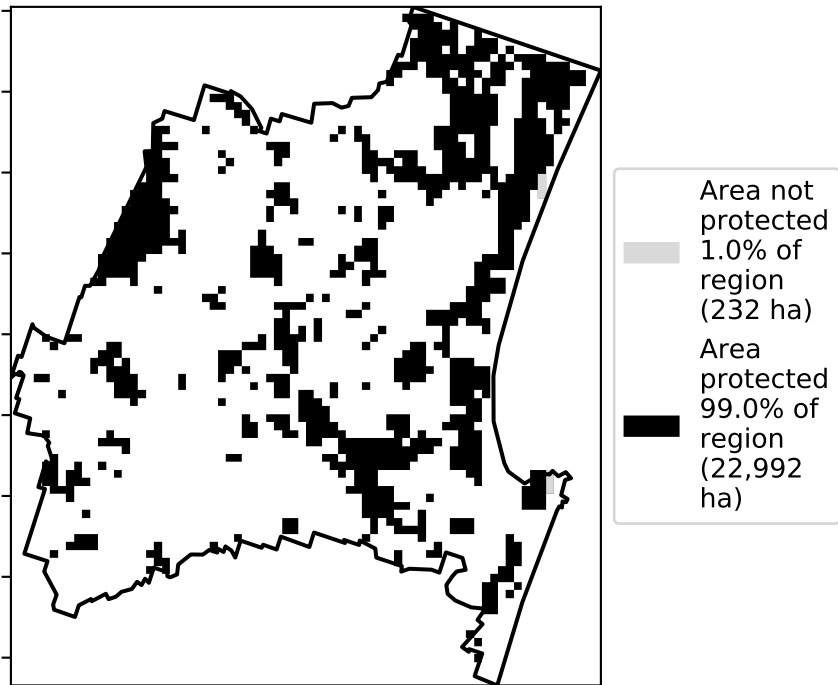 Area not
protected
1.0% of
region
(232 ha)
Area
protected
99.0% of
region
(22,992
ha)